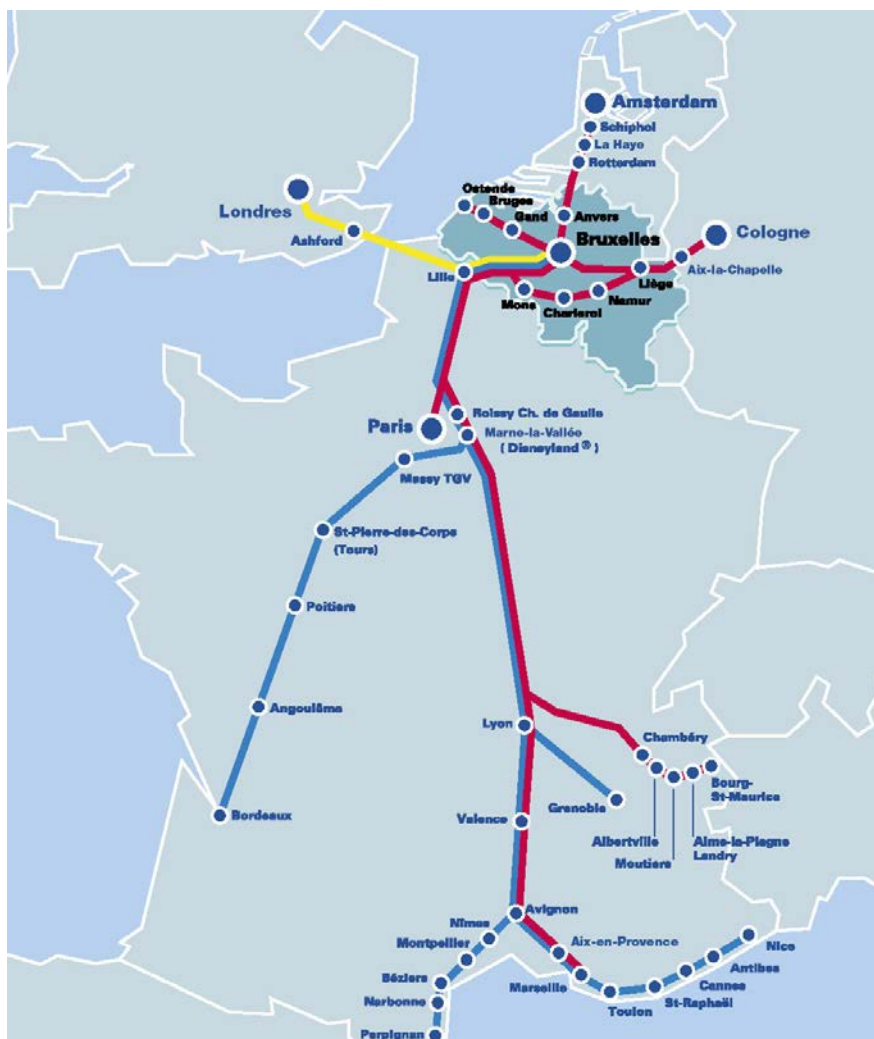 Amsterdam
Schiphol
La Haye
Rotterdam
Ostende
Bruges
Gand
Anvers
Londres
Ashford
Bruxelles
Cologne
Aix-la-Chapelle
Lille
Liège
Mons
Charleroi
Namur
Paris
Roissy Ch. de Gaulle
Marne-la-Vallée
( Disneyland ® )
Massy TGV
St-Pierre-des-Corps
(Tours)
Poitiers
Angoulême
Bordeaux
Lyon
Chambéry
Bourg-
St-Maurice
Grenoble
Valence
Albertville
Aime-la-Plagne
Moutiers
Landry
Avignon
Nîmes
Montpellier
Aix-en-Provence
Béziers
Marseille
Nice
Antibes
Cannes
Narbonne
St-Raphaël
Toulon
Perpignan